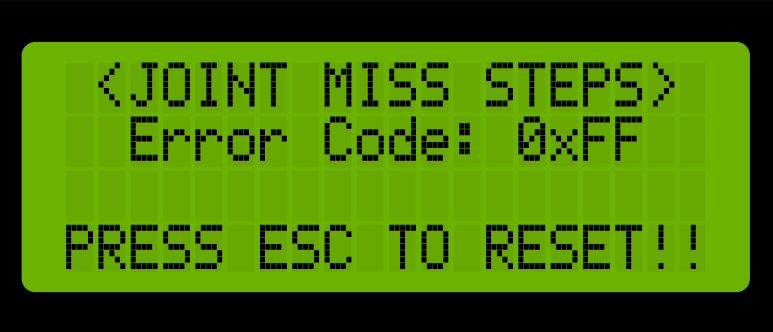 <JOINT MISS STEPS>
Error Code: 0xFF
PRESS ESC TO RESET!!